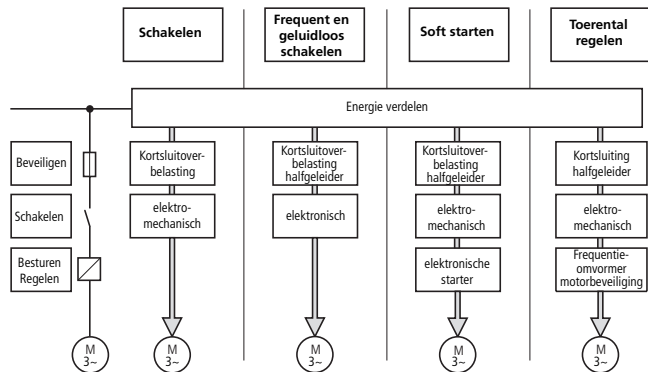 Schakelen
Frequent en
geluidloos
schakelen
Soft starten
Toerental
regelen
Energie verdelen
Beveiligen
Kortsluitover-
belasting
Kortsluitover-
belasting
halfgeleider
Kortsluitover-
belasting
halfgeleider
Kortsluiting
halfgeleider
Schakelen
elektro-
mechanisch
elektronisch
elektro-
mechanisch
elektro-
mechanisch
Besturen
Regelen
elektronische
starter
Frequentie-
omvormer
motorbeveiliging
M
3~
M
3~
M
3~
M
3~
M
3~